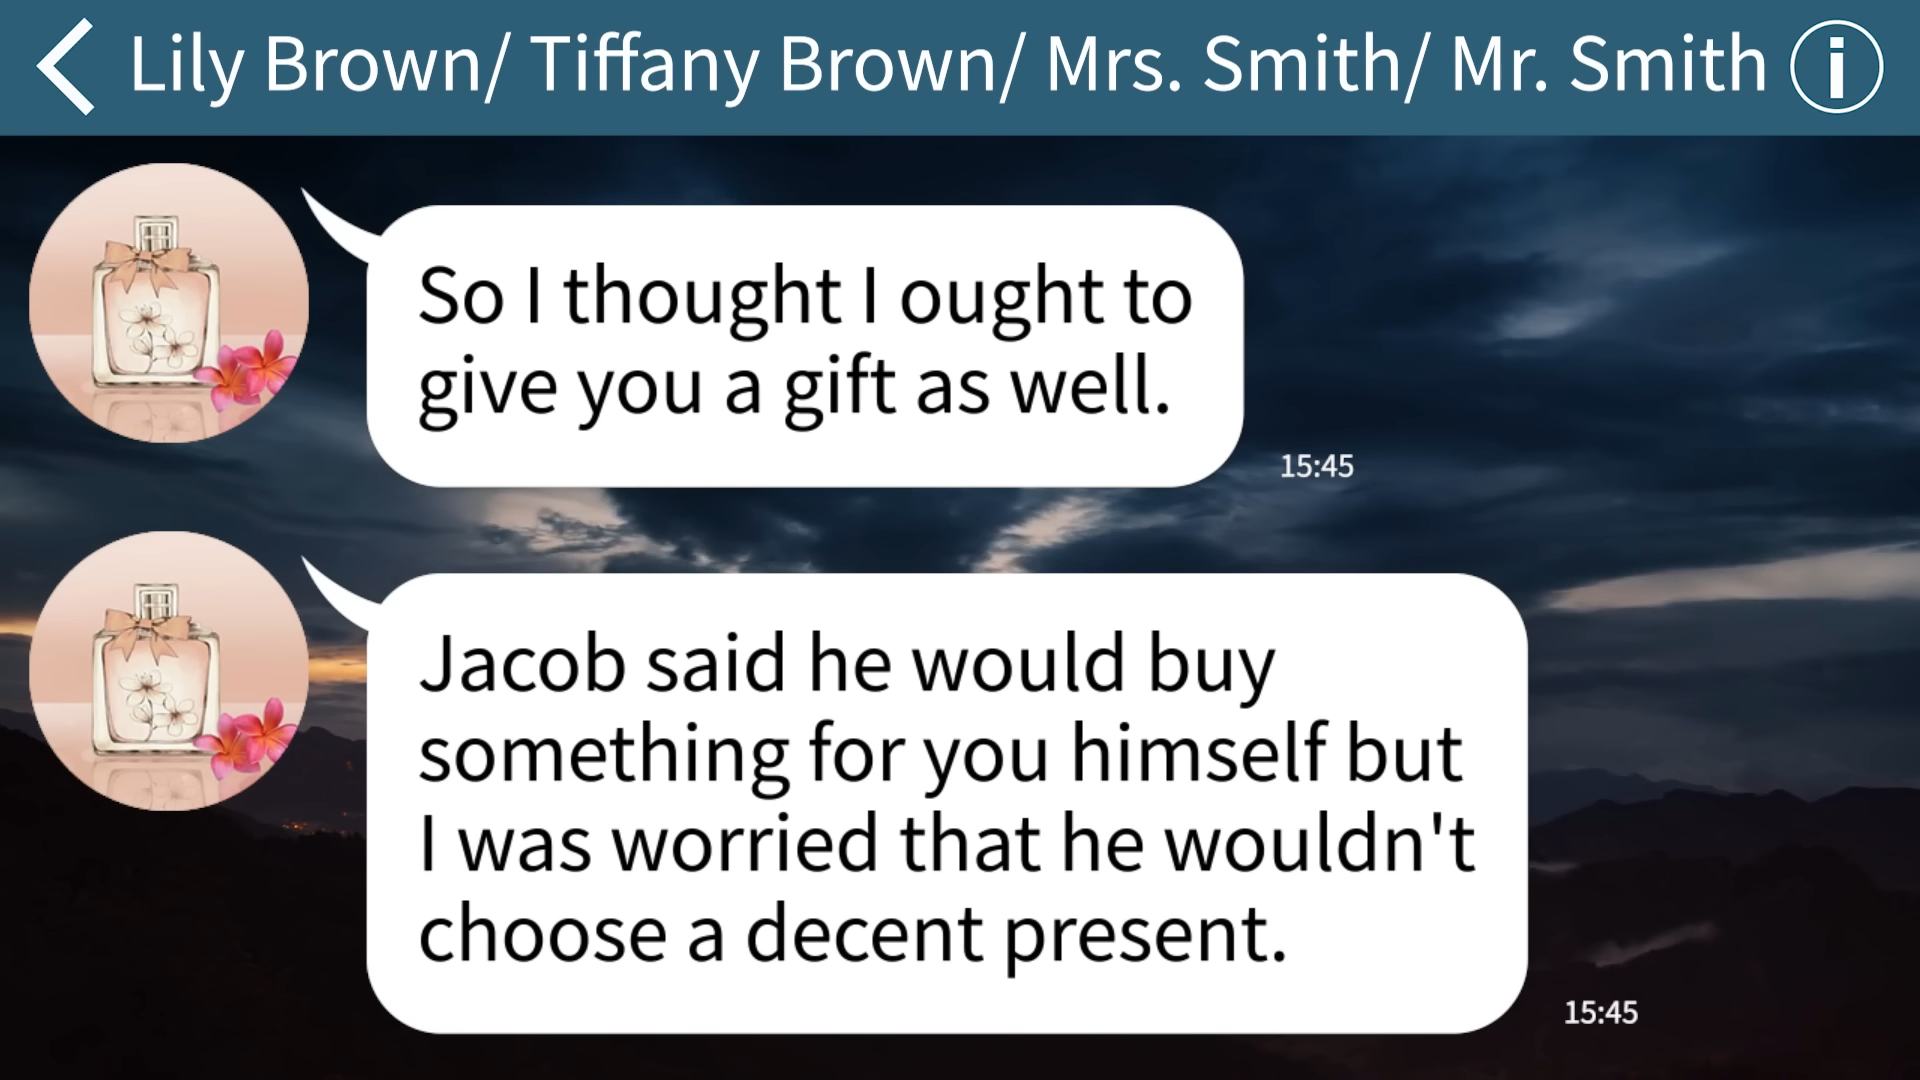 Lily Brown/ Tiffany Brown/ Mrs. Smith/ Mr. Smith
So I thought I ought to
give you a gift as well.
15:45
Jacob said he would buy
something for you himself but
I was worried that he wouldn't
choose a decent present.
15:45